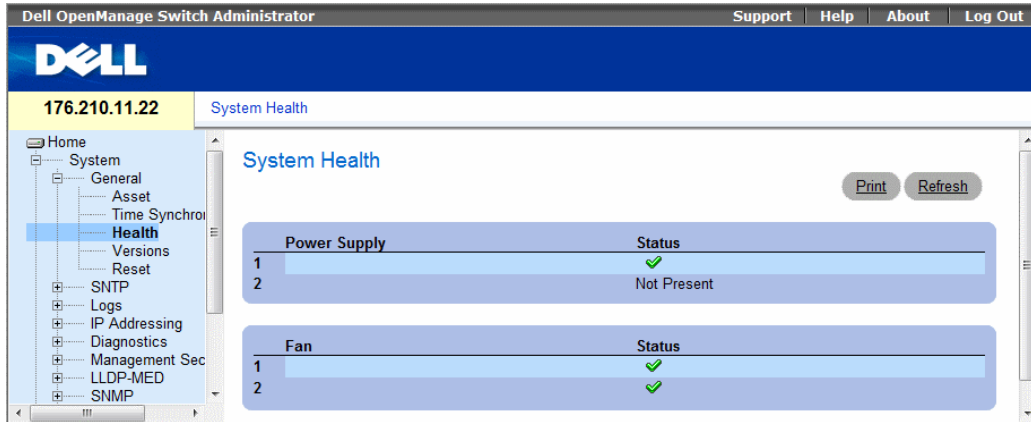 Dell OpenManage Switch Administrator
Support Help About Log Out
DELL
176.210.11.22
System Health
Home
System
General
Asset
Time Synchro
Health
Versions
Reset
SNTP
Logs
IP Addressing
Diagnostics
Management Sec
LLDP-MED
SNMP
System Health
Print Refresh
Power Supply Status
1
2 Not Present
Fan Status
1
2